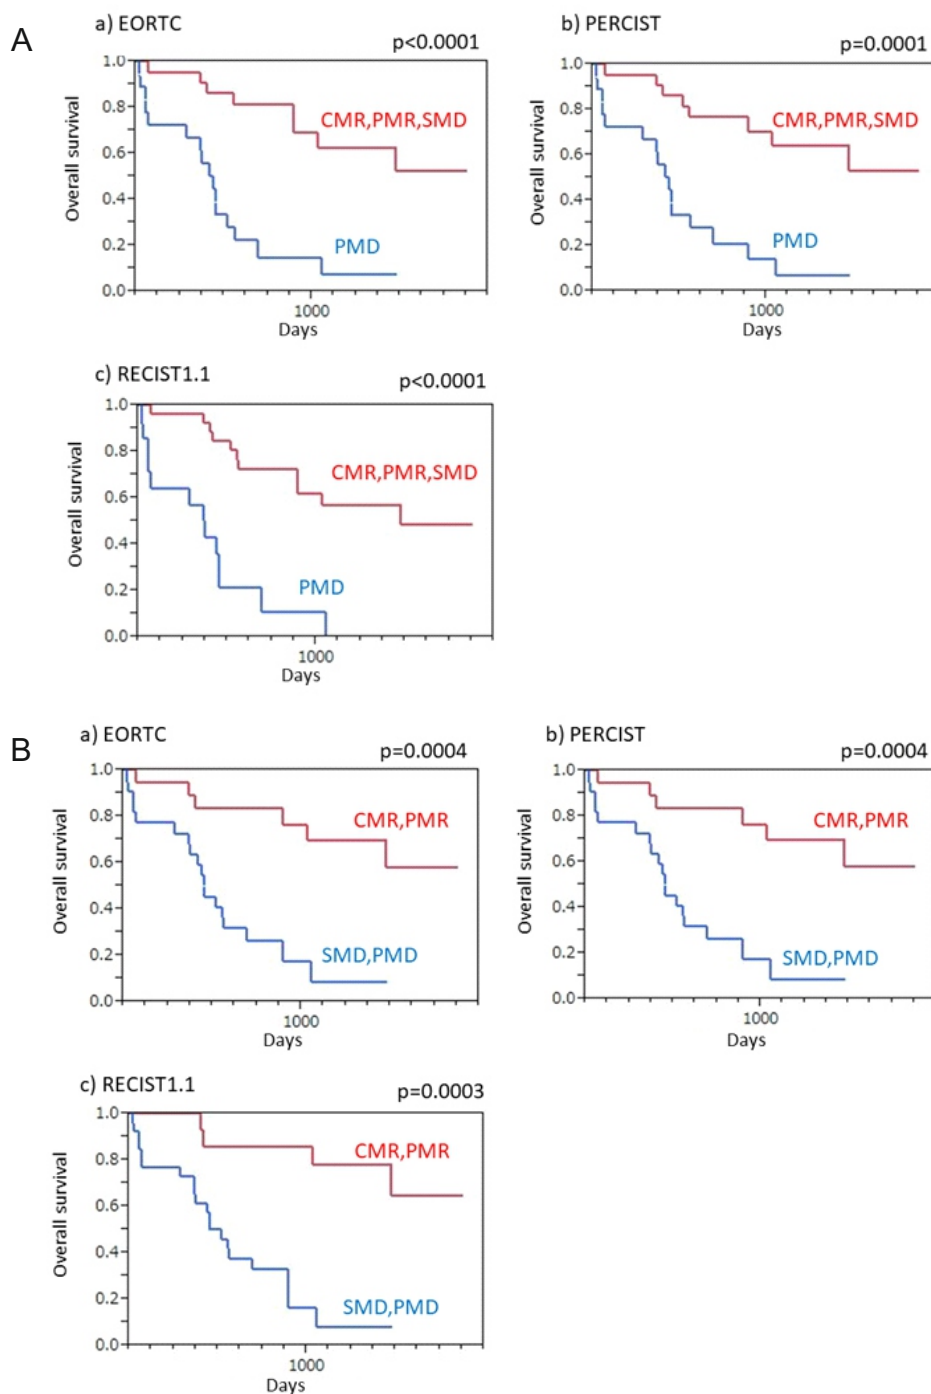 A
a) EORTC
p<0.0001
1.0
0.8
0.6
0.4
0.2
0.0
Overall survival
CMR,PMR,SMD
PMD
1000
Days
b) PERCIST
p=0.0001
1.0
0.8
0.6
0.4
0.2
0.0
Overall survival
CMR,PMR,SMD
PMD
1000
Days
c) RECIST1.1
p<0.0001
1.0
0.8
0.6
0.4
0.2
0.0
Overall survival
CMR,PMR,SMD
PMD
1000
Days
B
a) EORTC
p=0.0004
1.0
0.8
0.6
0.4
0.2
0.0
Overall survival
CMR,PMR
SMD,PMD
1000
Days
b) PERCIST
p=0.0004
1.0
0.8
0.6
0.4
0.2
0.0
Overall survival
CMR,PMR
SMD,PMD
1000
Days
c) RECIST1.1
p=0.0003
1.0
0.8
0.6
0.4
0.2
0.0
Overall survival
CMR,PMR
SMD,PMD
1000
Days